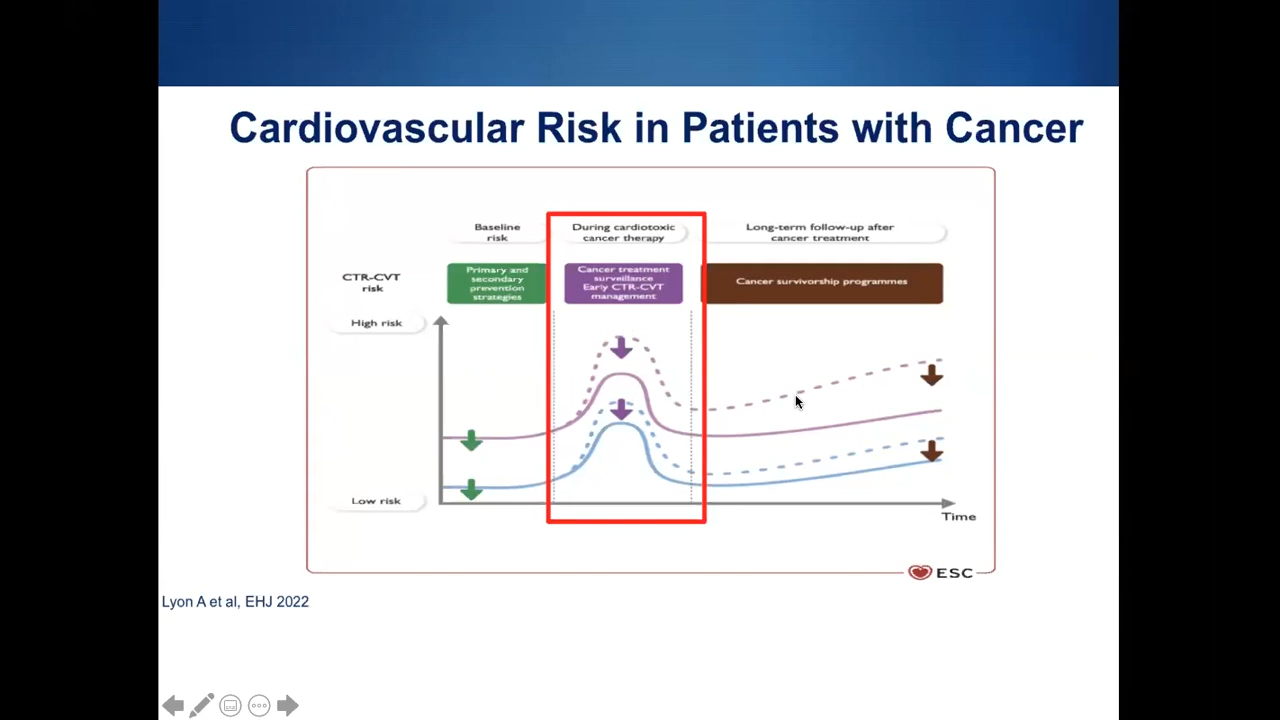 Cardiovascular Risk in Patients with Cancer
Baseline
risk
During cardiotoxic
cancer therapy
Long-term follow-up after
cancer treatment
CTR-CVT
risk
Primary and
secondary
prevention
strategies
Cancer treatment
surveillance
Early CTR-CVT
management
Cancer survivorship programmes
High risk
Low risk
Time
ESC
Lyon A et al, EHJ 2022